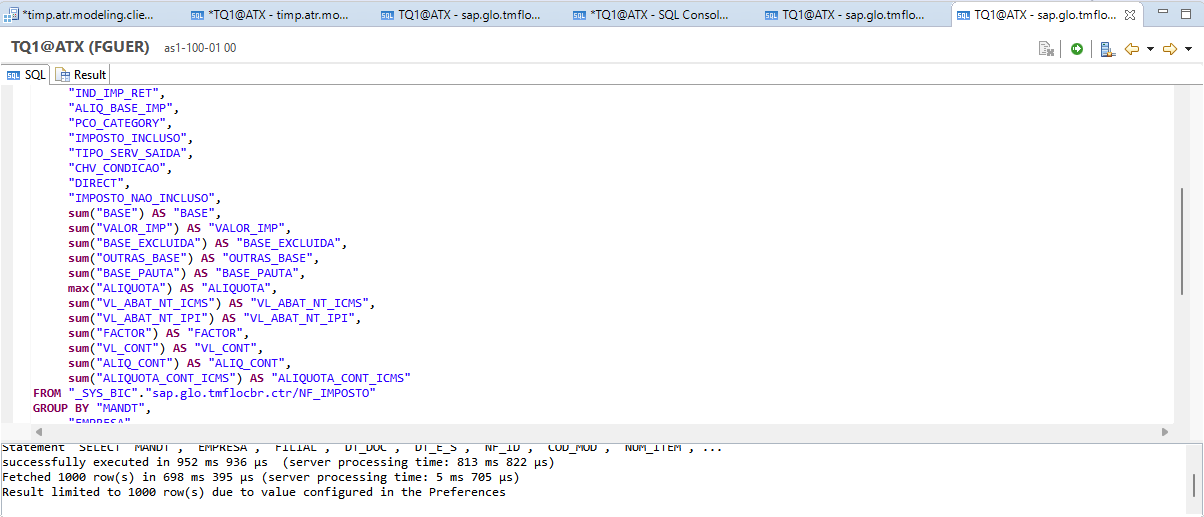 *timp.atr.modeling.clie...
*TQ1@ATX - timp.atr.mo...
TQ1@ATX - sap.glo.tmflo...
*TQ1@ATX - SQL Consol...
TQ1@ATX - sap.glo.tmflo...
TQ1@ATX - sap.glo.tmflo...
TQ1@ATX (FGUER) as1-100-01 00
SQL Result
"IND_IMP_RET",
"ALIQ_BASE_IMP",
"PCO_CATEGORY",
"IMPOSTO_INCLUSO",
"TIPO_SERV_SAIDA",
"CHV_CONDICAO",
"DIRECT",
"IMPOSTO_NAO_INCLUSO",
sum("BASE") AS "BASE",
sum("VALOR_IMP") AS "VALOR_IMP",
sum("BASE_EXCLUIDA") AS "BASE_EXCLUIDA",
sum("OUTRAS_BASE") AS "OUTRAS_BASE",
sum("BASE_PAUTA") AS "BASE_PAUTA",
max("ALIQUOTA") AS "ALIQUOTA",
sum("VL_ABAT_NT_ICMS") AS "VL_ABAT_NT_ICMS",
sum("VL_ABAT_NT_IPI") AS "VL_ABAT_NT_IPI",
sum("FACTOR") AS "FACTOR",
sum("VL_CONT") AS "VL_CONT",
sum("ALIQ_CONT") AS "ALIQ_CONT",
sum("ALIQUOTA_CONT_ICMS") AS "ALIQUOTA_CONT_ICMS"
FROM "_SYS_BIC"."sap.glo.tmflocbr.ctr/NF_IMPOSTO"
GROUP BY "MANDT",
"EMPRESA"
Statement 'SELECT "MANDT", "EMPRESA", "FILIAL", "DT_DOC", "DT_E_S", "NF_ID", "COD_MOD", "NUM_ITEM", ...
successfully executed in 952 ms 936 µs (server processing time: 813 ms 822 µs)
Fetched 1000 row(s) in 698 ms 395 µs (server processing time: 5 ms 705 µs)
Result limited to 1000 row(s) due to value configured in the Preferences